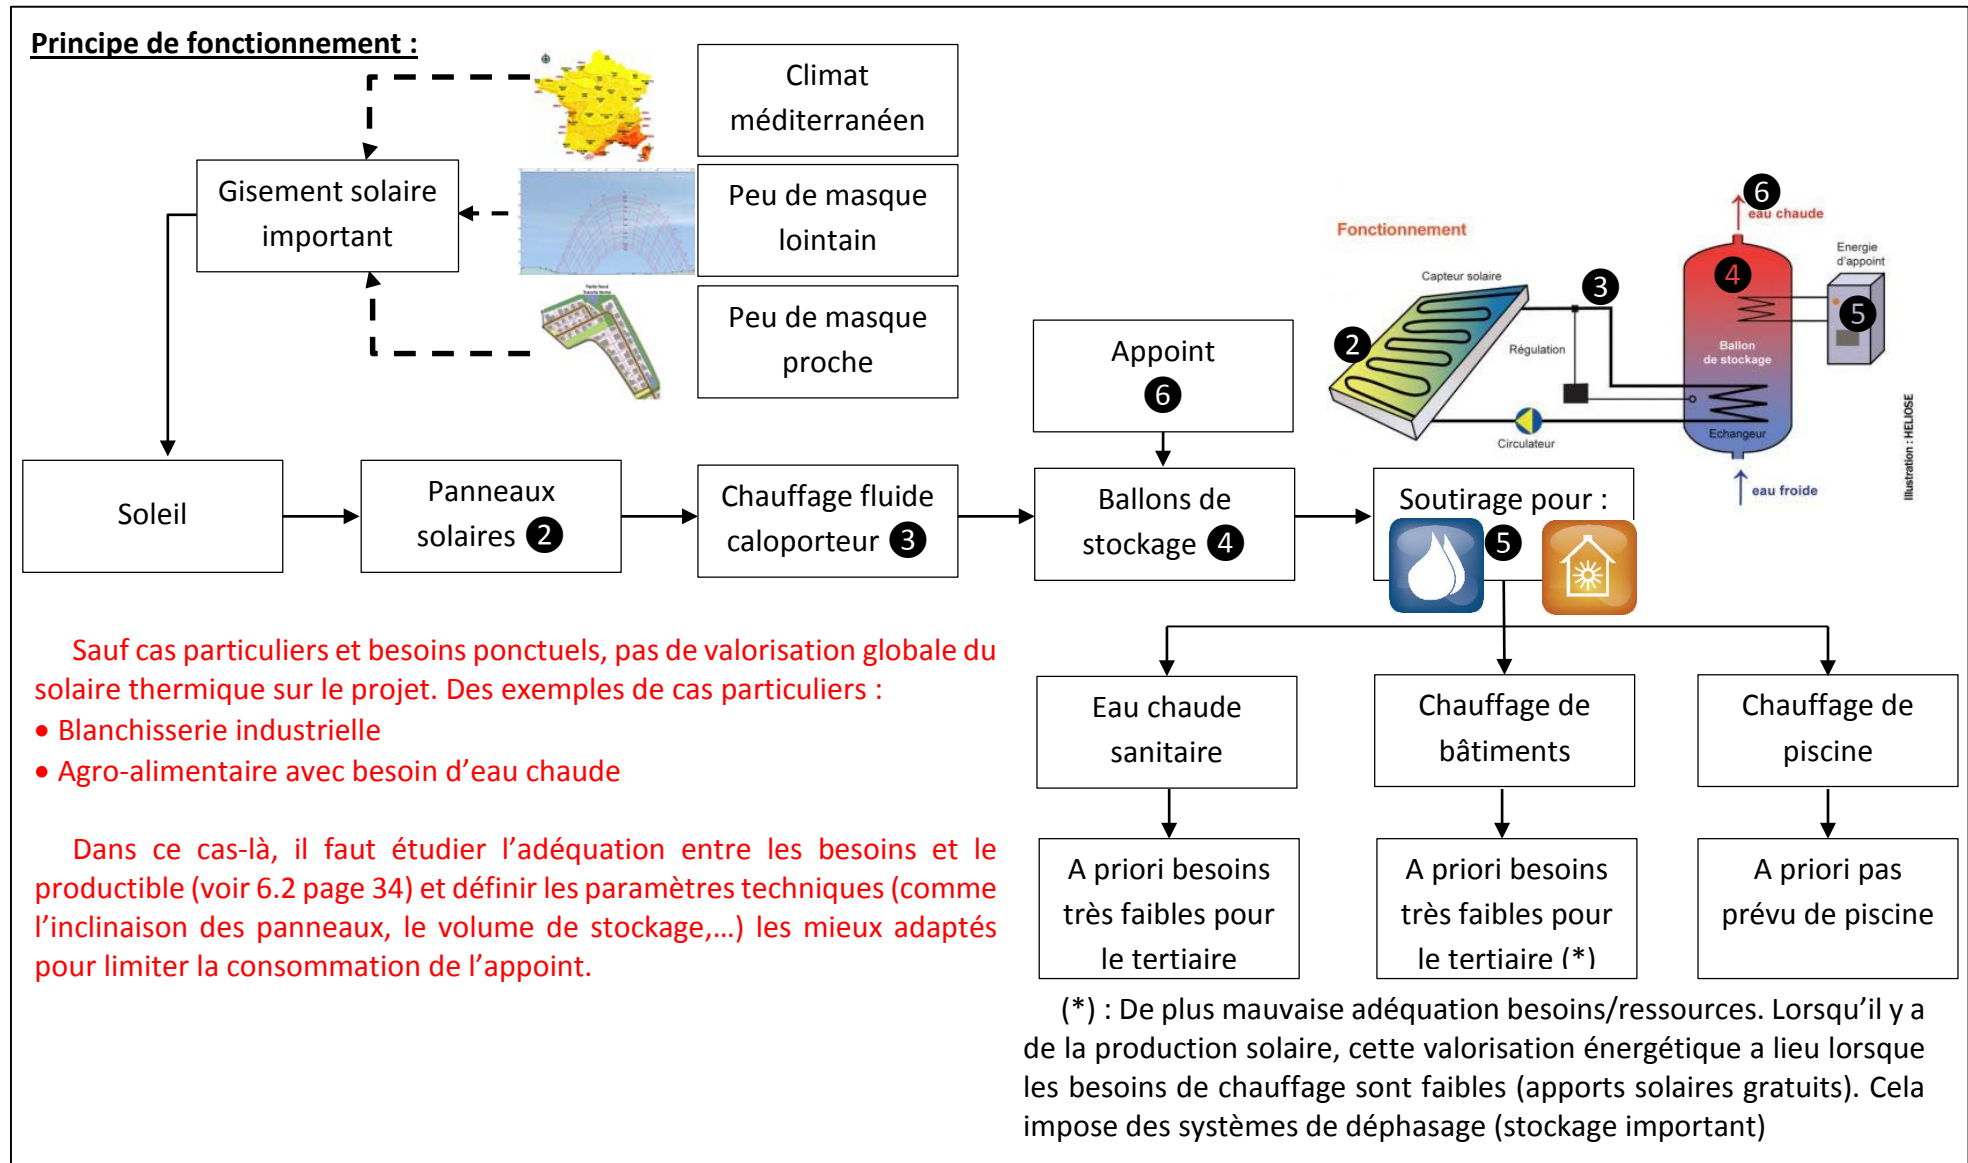 Principe de fonctionnement :
Climat
méditerranéen
Gisement solaire
important
Peu de masque
lointain
Peu de masque
proche
Fonctionnement
Capteur solaire
Régulation
Circulateur
6
eau chaude
Energie
d'appoint
4
3
5
2
Ballon
de stockage
Echangeur
eau froide
Illustration : HELIOSE
Appoint
6
Soleil
Panneaux
solaires 2
Chauffage fluide
caloporteur 3
Ballons de
stockage 4
Soutirage pour :
5
Sauf cas particuliers et besoins ponctuels, pas de valorisation globale du
solaire thermique sur le projet. Des exemples de cas particuliers :
• Blanchisserie industrielle
• Agro-alimentaire avec besoin d'eau chaude
Dans ce cas-là, il faut étudier l'adéquation entre les besoins et le
productible (voir 6.2 page 34) et définir les paramètres techniques (comme
l'inclinaison des panneaux, le volume de stockage,...) les mieux adaptés
pour limiter la consommation de l'appoint.
Eau chaude
sanitaire
Chauffage de
bâtiments
Chauffage de
piscine
A priori besoins
très faibles pour
le tertiaire
A priori besoins
très faibles pour
le tertiaire (*)
A priori pas
prévu de piscine
(*) : De plus mauvaise adéquation besoins/ressources. Lorsqu'il y a
de la production solaire, cette valorisation énergétique a lieu lorsque
les besoins de chauffage sont faibles (apports solaires gratuits). Cela
impose des systèmes de déphasage (stockage important)